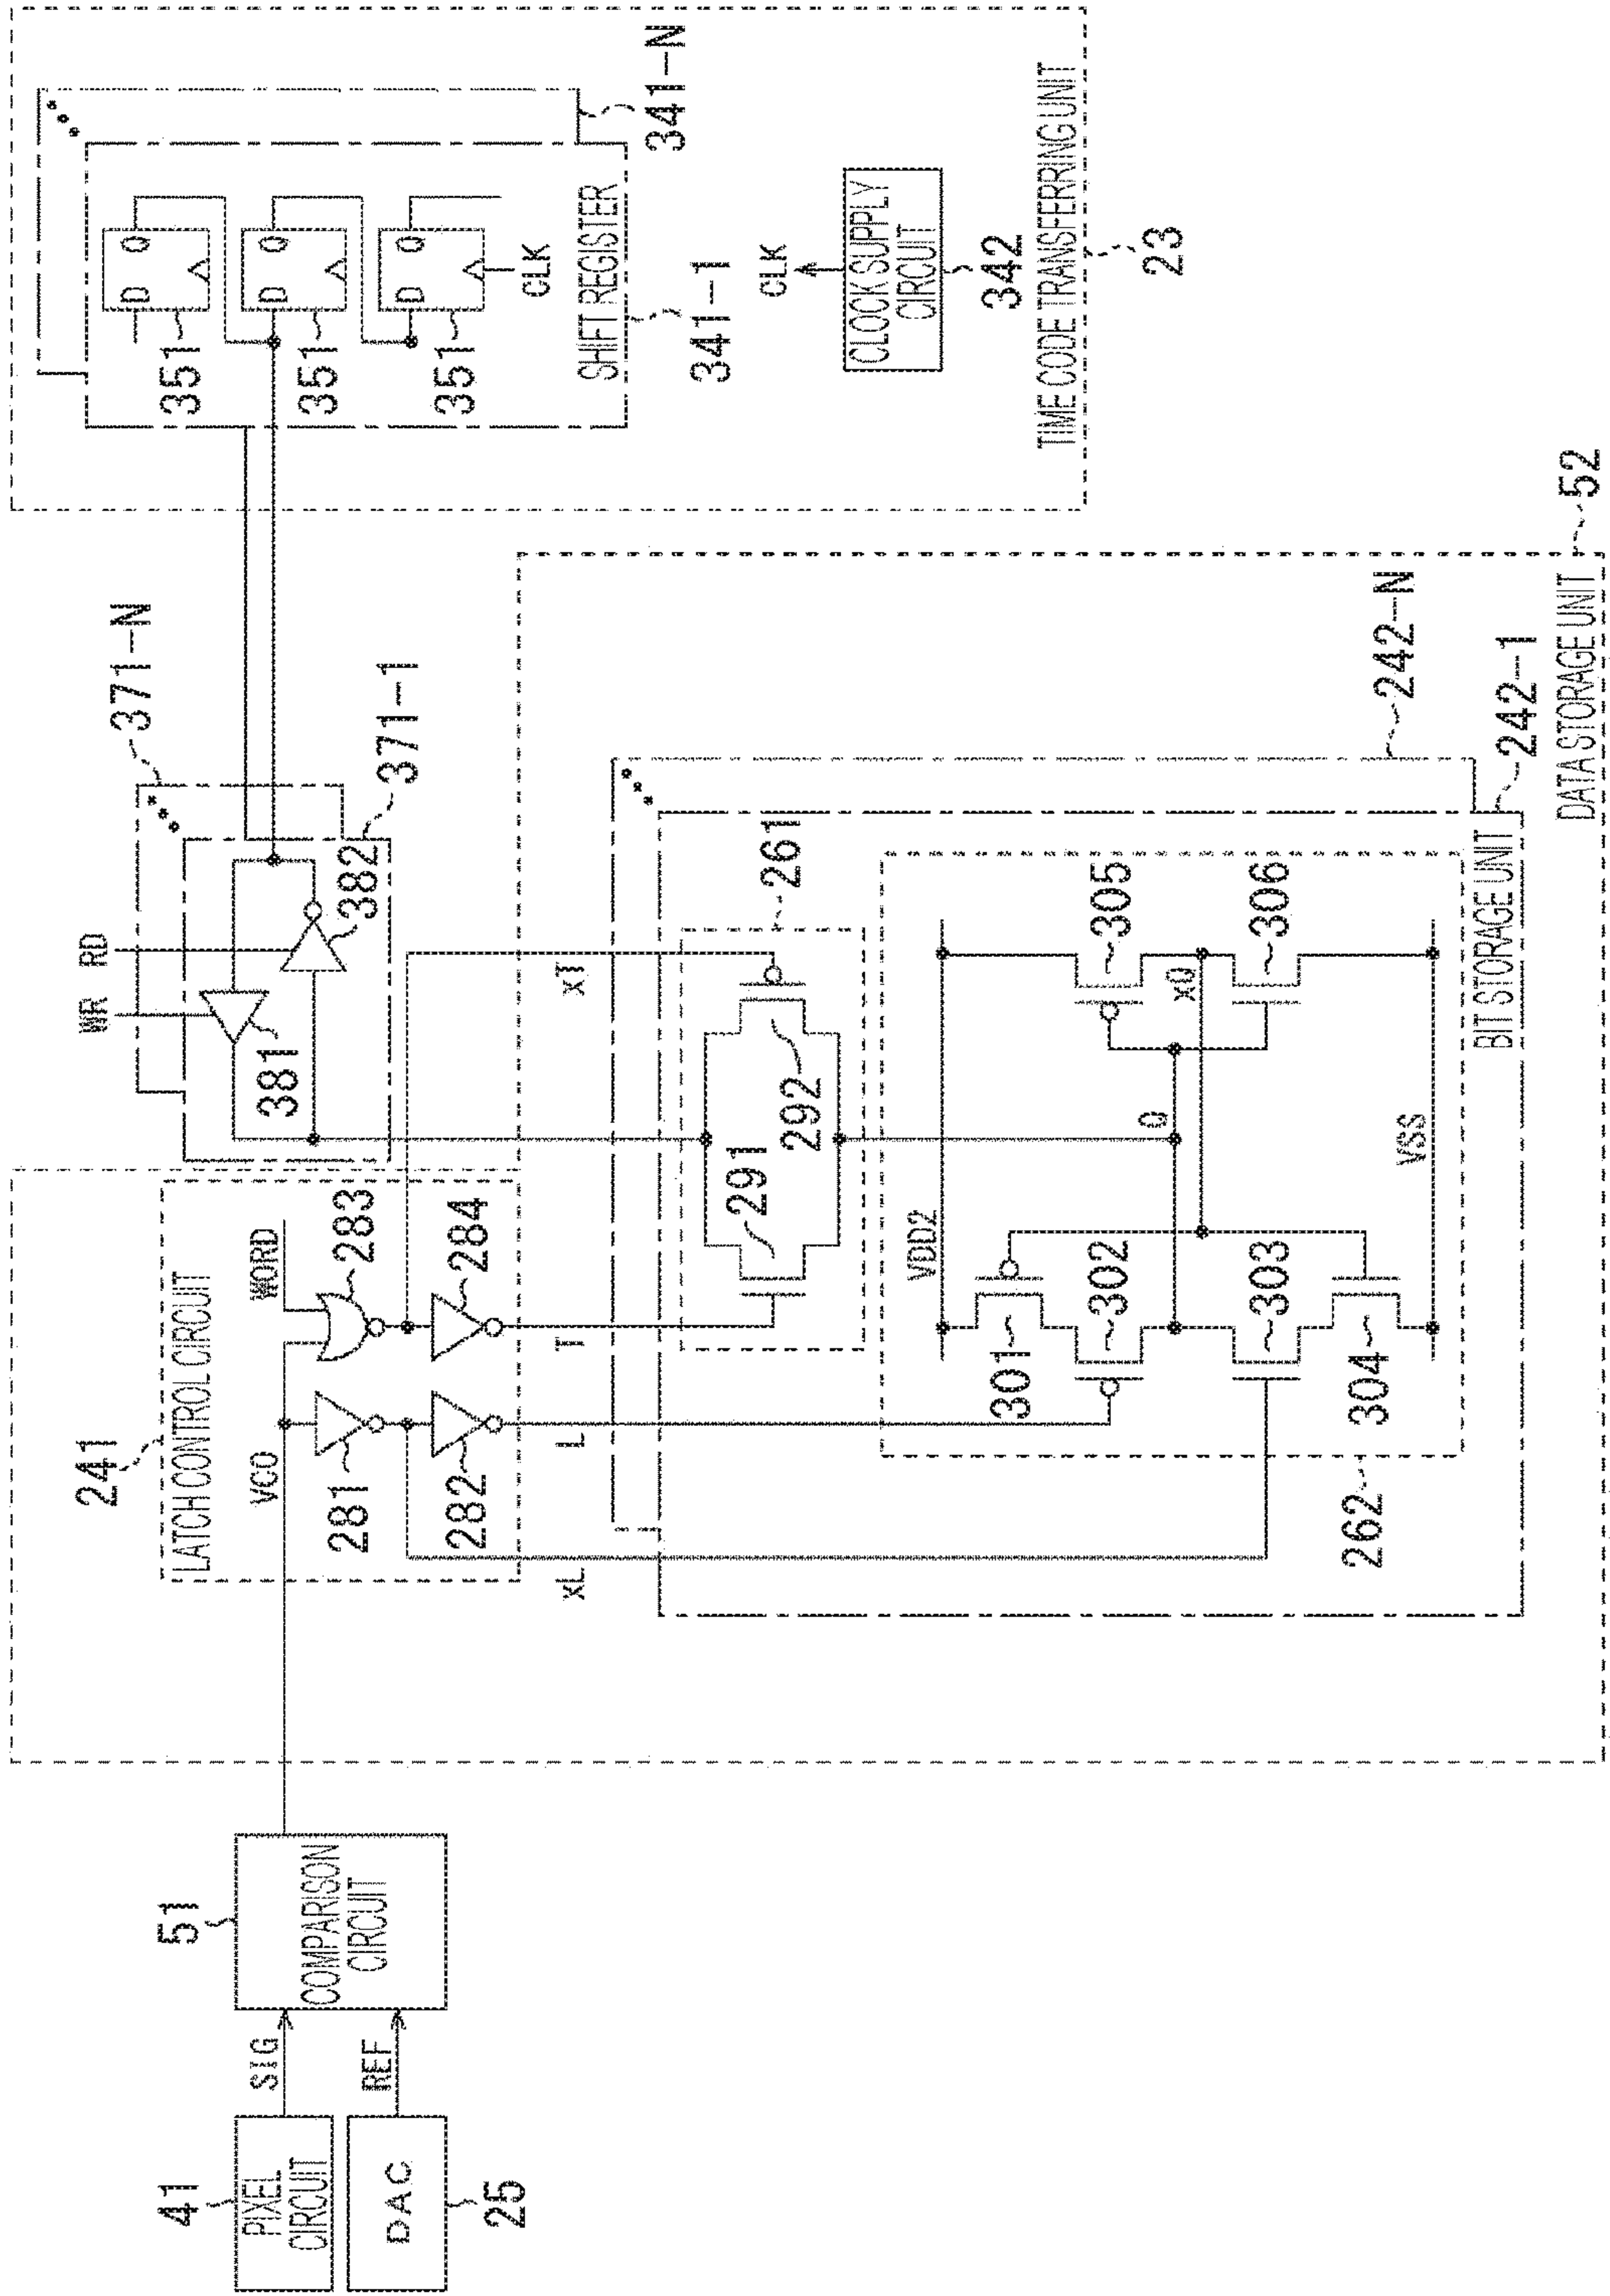 41
PIXEL
CIRCUIT
SIG
DAC
25
REF
51
COMPARISON
CIRCUIT
241
LATCH CONTROL CIRCUIT
VCO
WORD
281
282
283
284
xL
L
T
xT
WR
RD
381
382
371-N
371-1
261
291
292
VDD2
301
302
303
304
305
306
Q
xQ
VSS
262
BIT STORAGE UNIT
242-1
242-N
DATA STORAGE UNIT
52
D
Q
351
D
Q
351
D
Q
351
CLK
SHIFT REGISTER
341-1
341-N
CLK
CLOCK SUPPLY
CIRCUIT
342
TIME CODE TRANSFERRING UNIT
23